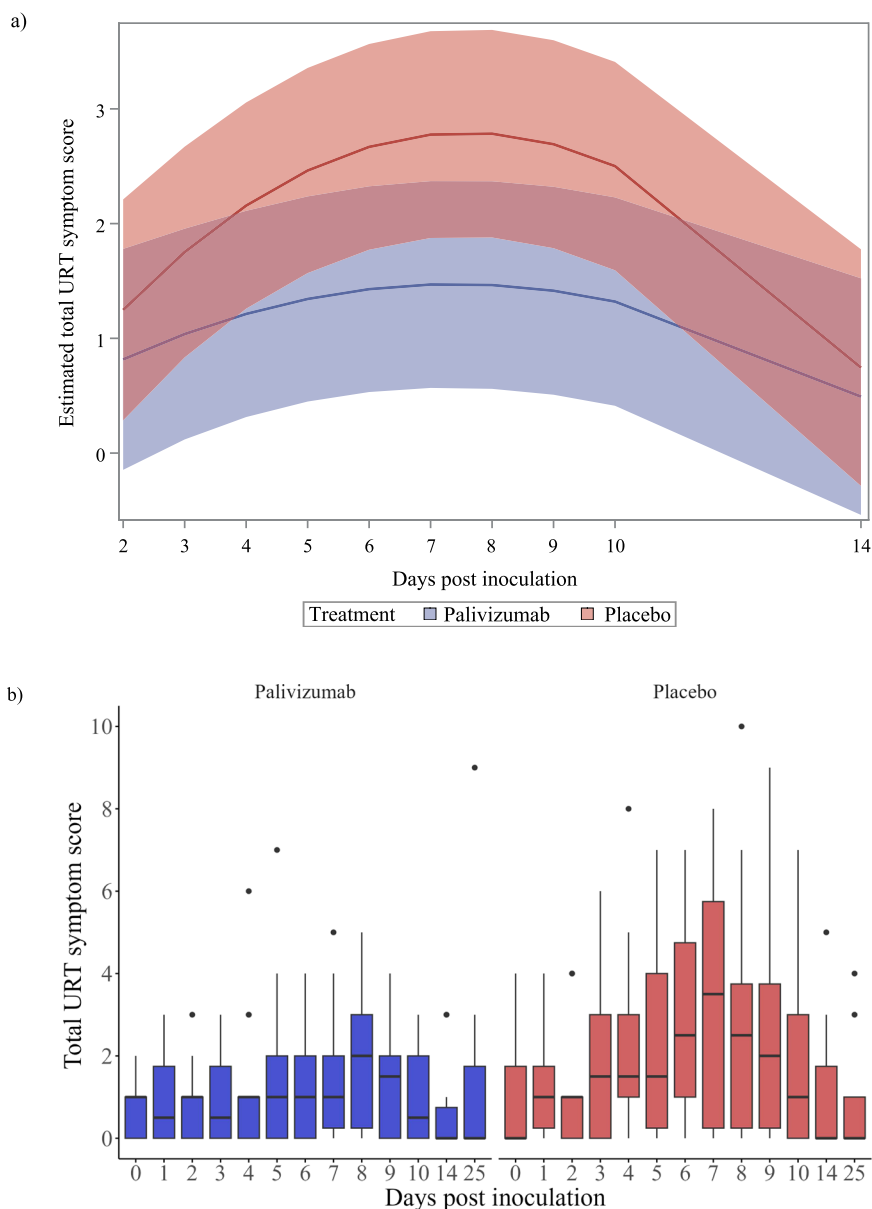 a)
Estimated total URT symptom score
3
2
1
0
2 3 4 5 6 7 8 9 10 14
Days post inoculation
Treatment Palivizumab Placebo
b)
Palivizumab Placebo
Total URT symptom score
10
8
6
4
2
0
0 1 2 3 4 5 6 7 8 9 10 14 25 0 1 2 3 4 5 6 7 8 9 10 14 25
Days post inoculation